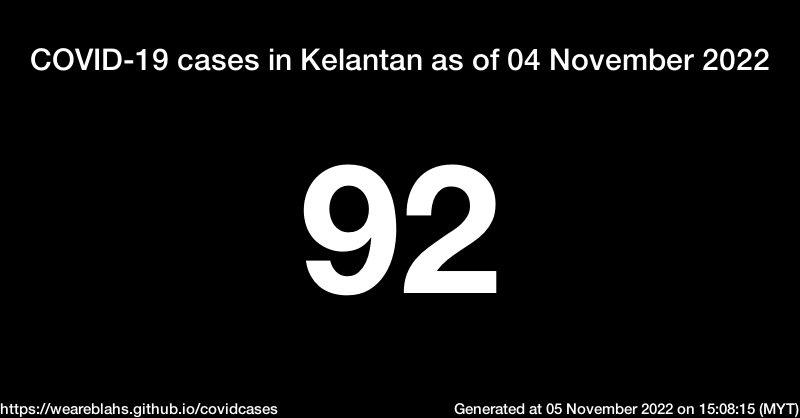 COVID-19 cases in Kelantan as of 04 November 2022
92
https://weareblahs.github.io/covidcases
Generated at 05 November 2022 on 15:08:15 (MYT)